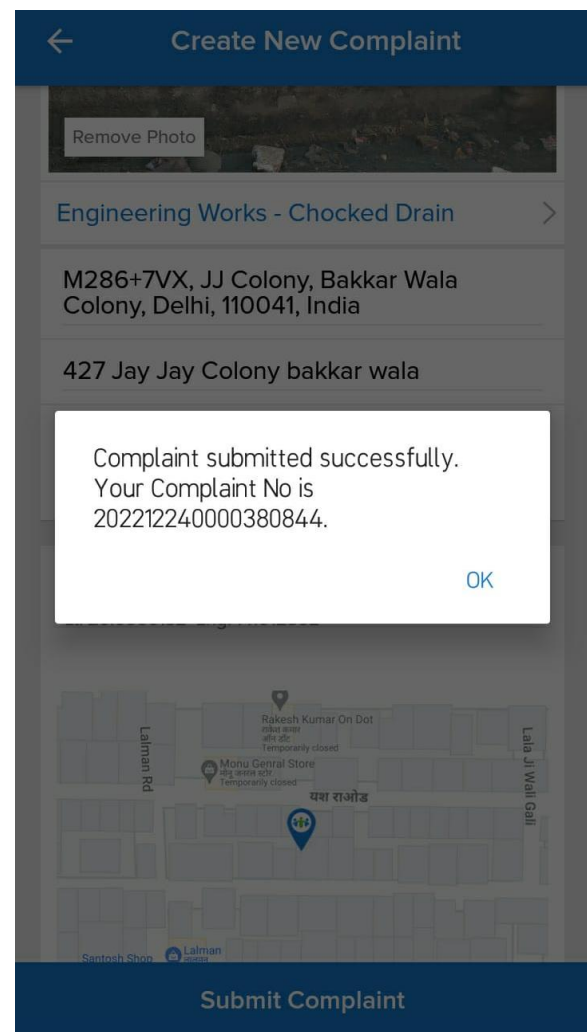 Create New Complaint
Remove Photo
Engineering Works - Chocked Drain
M286+7VX, JJ Colony, Bakkar Wala
Colony, Delhi, 110041, India
427 Jay Jay Colony bakkar wala
Complaint submitted successfully.
Your Complaint No is
202212240000380844.
OK
Rakesh Kumar On Dot
Temporarily closed
Lalman Rd
Lala Ji Wali Gali
Monu Genral Store
मोनू जनरल स्टोर
Temporarily closed
यश राओड
Santosh Shop
Lalman
Submit Complaint